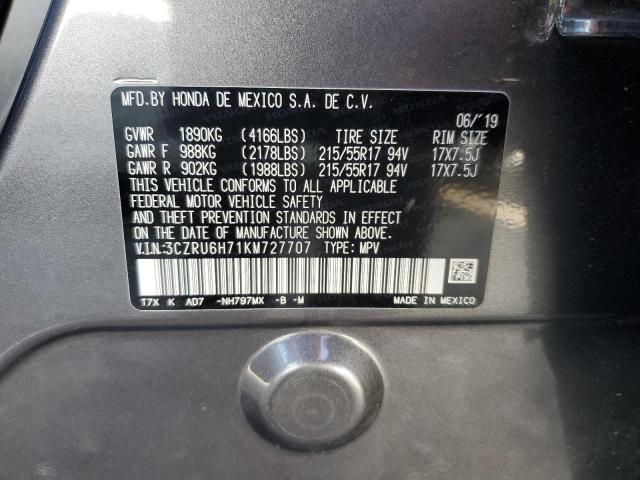 MFD.BY HONDA DE MEXICO S.A. DE C.V.
06/'19
GVWR 1890KG (4166LBS) TIRE SIZE RIM SIZE
GAWR F 988KG (2178LBS) 215/55R17 94V 17X7.5J
GAWR R 902KG (1988LBS) 215/55R17 94V 17X7.5J
THIS VEHICLE CONFORMS TO ALL APPLICABLE
FEDERAL MOTOR VEHICLE SAFETY
AND THEFT PREVENTION STANDARDS IN EFFECT
ON THE DATE OF MANUFACTURE SHOWN ABOVE.
V.I.N:3CZRU6H71KM727707 TYPE: MPV
T7X K AD7 -NH797MX -B -M MADE IN MEXICO